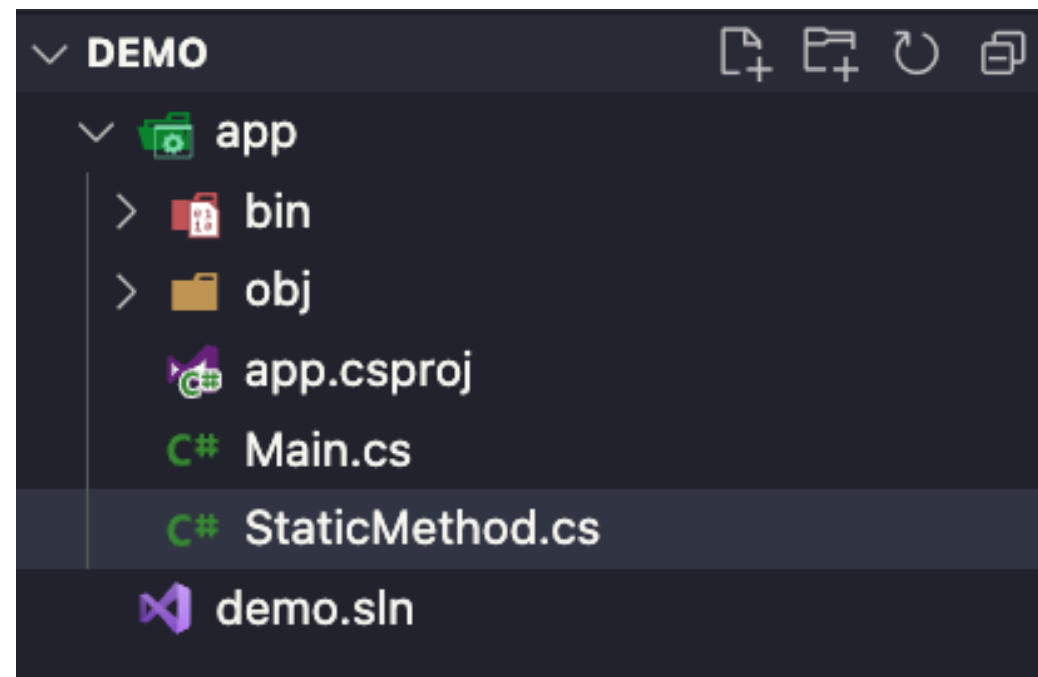 DEMO
app
bin
obj
app.csproj
C# Main.cs
C# StaticMethod.cs
demo.sln